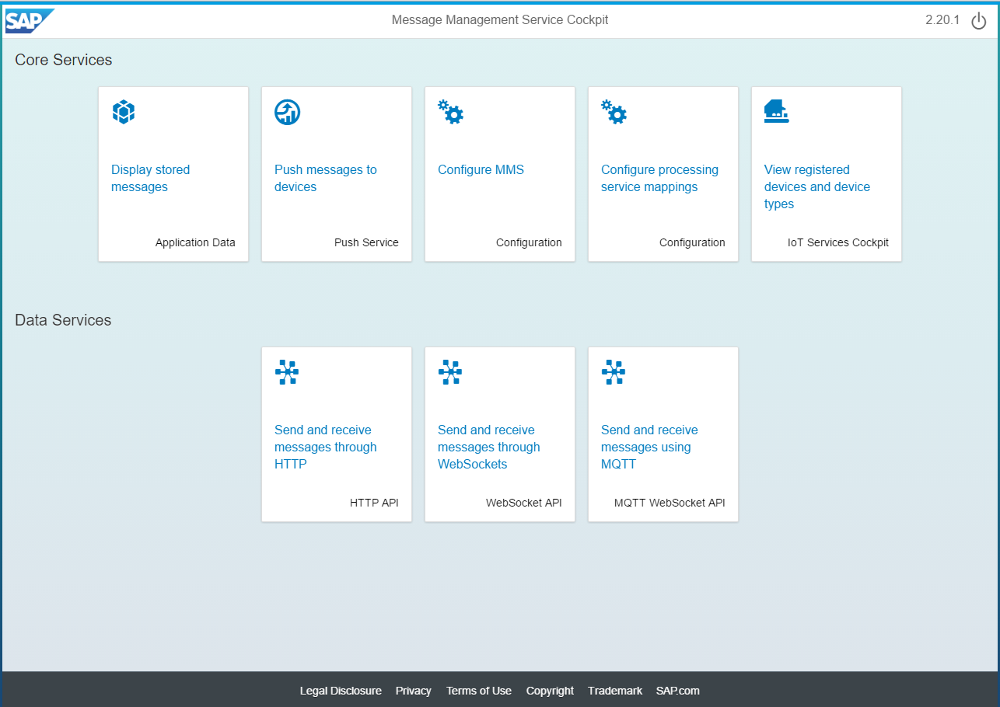 SAP
Message Management Service Cockpit
2.20.1
Core Services
Display stored
messages
Application Data
Push messages to
devices
Push Service
Configure MMS
Configuration
Configure processing
service mappings
Configuration
View registered
devices and device
types
IoT Services Cockpit
Data Services
Send and receive
messages through
HTTP
HTTP API
Send and receive
messages through
WebSockets
WebSocket API
Send and receive
messages using
MQTT
MQTT WebSocket API
Legal Disclosure Privacy Terms of Use Copyright Trademark SAP.com